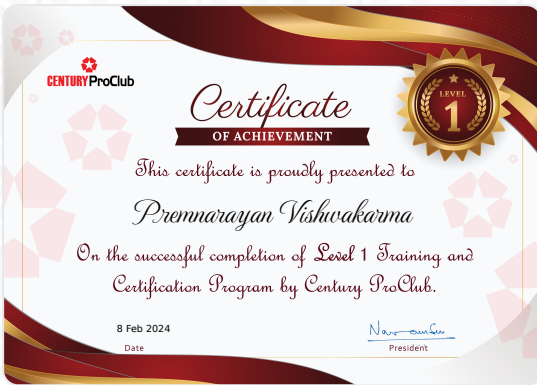 CENTURY ProClub
LEVEL
1
Certificate
OF ACHIEVEMENT
This certificate is proudly presented to
Premnarayan Vishwakarma
On the successful completion of Level 1 Training and
Certification Program by Century ProClub.
8 Feb 2024
Date
President